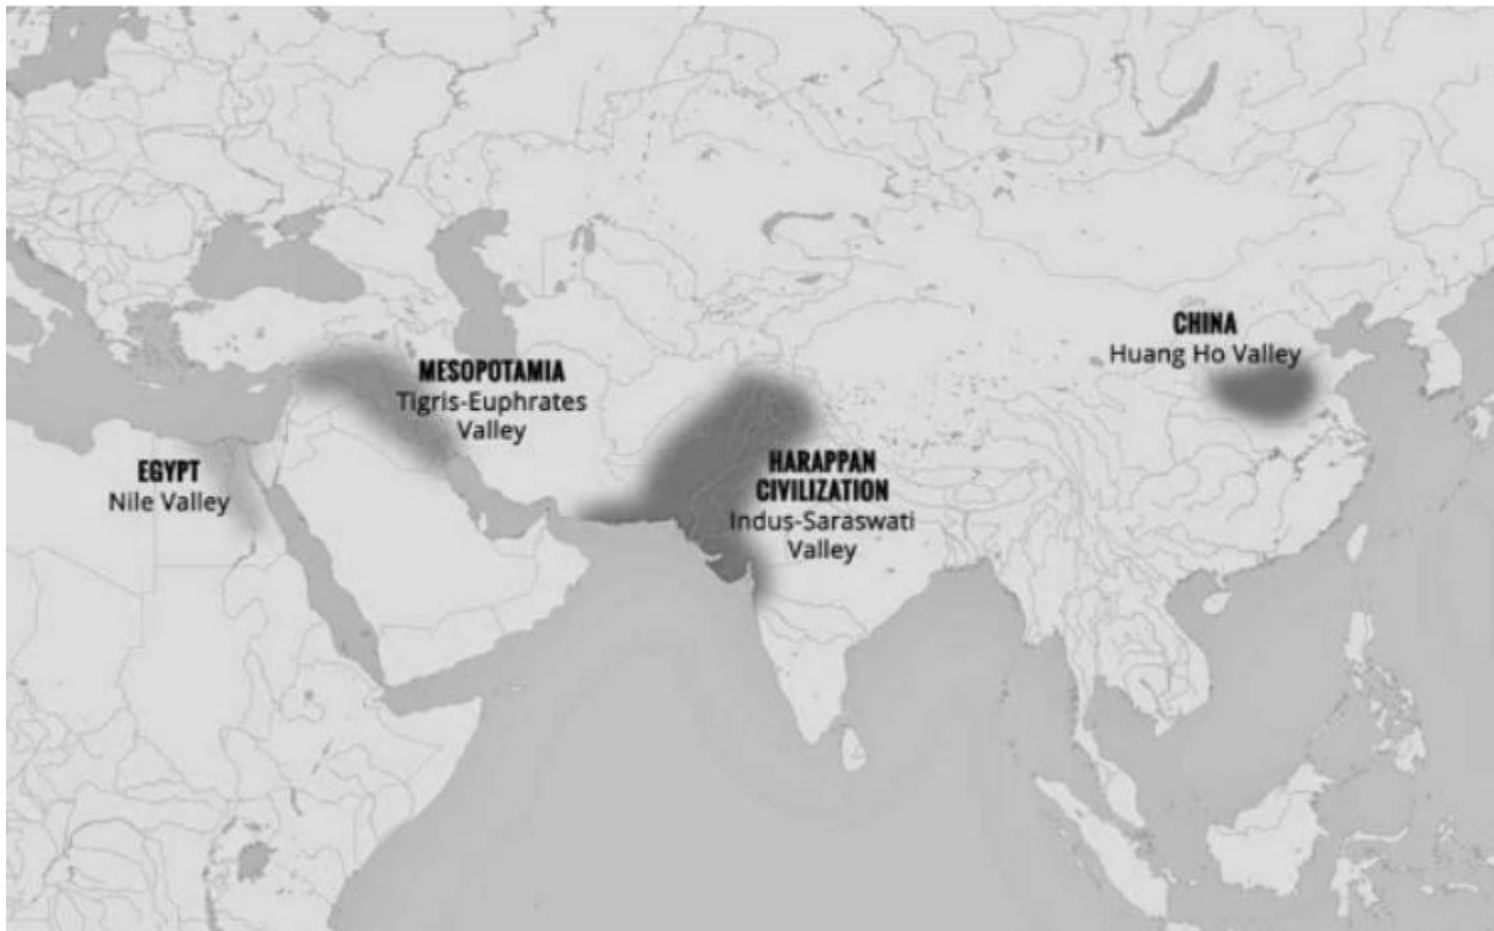 CHINA
Huang Ho Valley
MESOPOTAMIA
Tigris-Euphrates
Valley
EGYPT
Nile Valley
HARAPPAN
CIVILIZATION
Indus-Saraswati
Valley